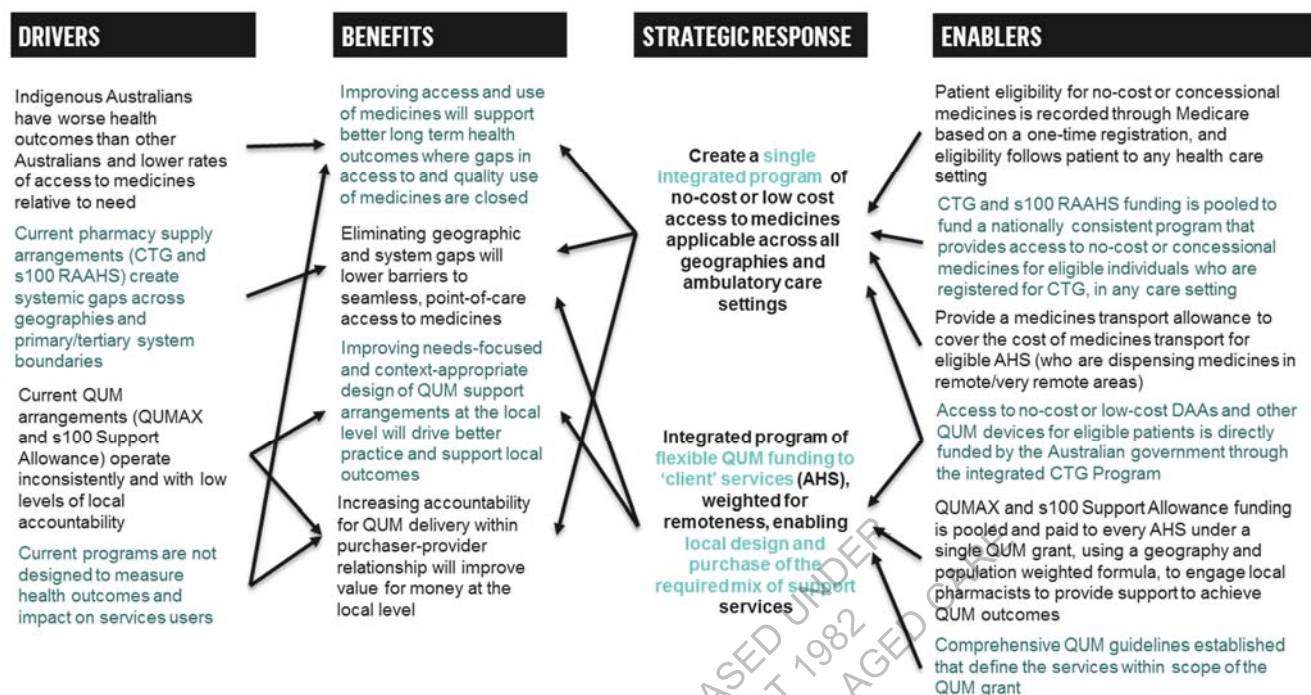 DRIVERS
Indigenous Australians
have worse health
outcomes than other
Australians and lower rates
of access to medicines
relative to need
Current pharmacy supply
arrangements (CTG and
s100 RAAHS) create
systemic gaps across
geographies and
primary/tertiary system
boundaries
Current QUM
arrangements (QUMAX
and s100 Support
Allowance) operate
inconsistently and with low
levels of local
accountability
Current programs are not
designed to measure
health outcomes and
impact on services users
BENEFITS
Improving access and use
of medicines will support
better long term health
outcomes where gaps in
access to and quality use
of medicines are closed
Eliminating geographic
and system gaps will
lower barriers to
seamless, point-of-care
access to medicines
Improving needs-focused
and context-appropriate
design of QUM support
arrangements at the local
level will drive better
practice and support local
outcomes
Increasing accountability
for QUM delivery within
purchaser-provider
relationship will improve
value for money at the
local level
STRATEGIC RESPONSE
Create a single
integrated program of
no-cost or low cost
access to medicines
applicable across all
geographies and
ambulatory care
settings
Integrated program of
flexible QUM funding to
‘client’ services (AHS),
weighted for
remoteness, enabling
local design and
purchase of the
required mix of support
services
ENABLERS
Patient eligibility for no-cost or concessional
medicines is recorded through Medicare
based on a one-time registration, and
eligibility follows patient to any health care
setting
CTG and s100 RAAHS funding is pooled to
fund a nationally consistent program that
provides access to no-cost or concessional
medicines for eligible individuals who are
registered for CTG, in any care setting
Provide a medicines transport allowance to
cover the cost of medicines transport for
eligible AHS (who are dispensing medicines in
remote/very remote areas)
Access to no-cost or low-cost DAAs and other
QUM devices for eligible patients is directly
funded by the Australian government through
the integrated CTG Program
QUMAX and s100 Support Allowance funding
is pooled and paid to every AHS under a
single QUM grant, using a geography and
population weighted formula, to engage local
pharmacists to provide support to achieve
QUM outcomes
Comprehensive QUM guidelines established
that define the services within scope of the
QUM grant
ASED UNDER
T 1982
AGED CARE